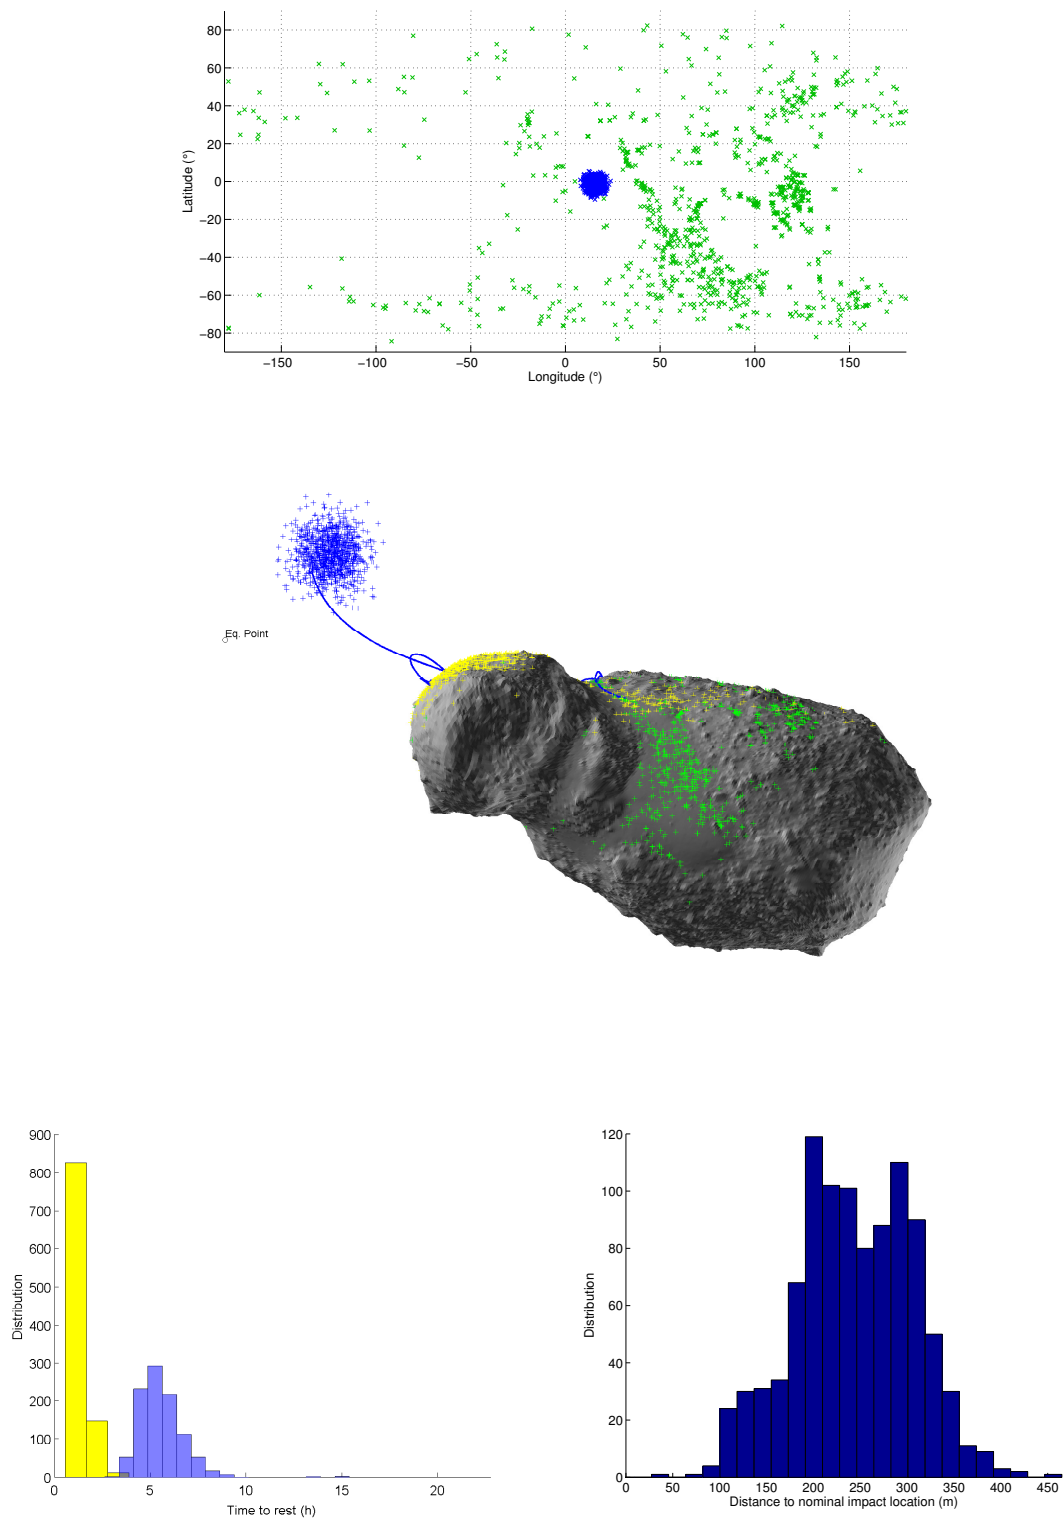 80
60
40
20
0
−20
−40
−60
−80
Latitude (°)
−150 −100 −50 0 50 100 150
Longitude (°)
Eq. Point
900
800
700
600
500
400
300
200
100
0
Distribution
0 5 10 15 20
Time to rest (h)
120
100
80
60
40
20
0
Distribution
0 50 100 150 200 250 300 350 400 450
Distance to nominal impact location (m)